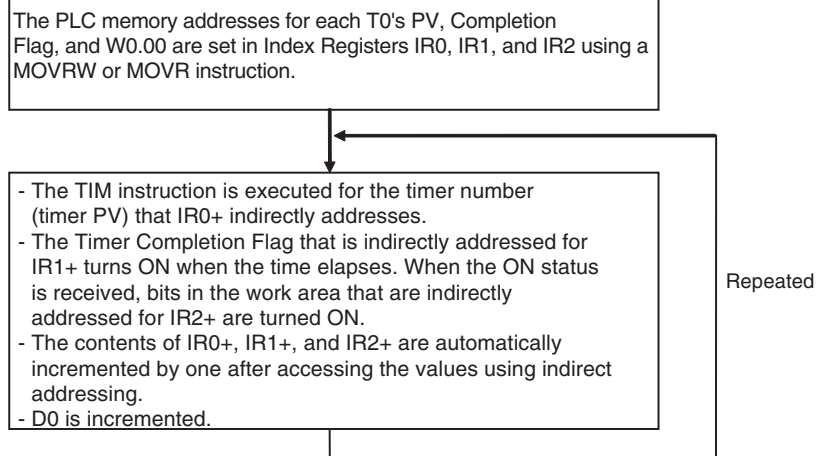 The PLC memory addresses for each T0's PV, Completion
Flag, and W0.00 are set in Index Registers IR0, IR1, and IR2 using a
MOVRW or MOVR instruction.
- The TIM instruction is executed for the timer number
(timer PV) that IR0+ indirectly addresses.
- The Timer Completion Flag that is indirectly addressed for
IR1+ turns ON when the time elapses. When the ON status
is received, bits in the work area that are indirectly
addressed for IR2+ are turned ON.
- The contents of IR0+, IR1+, and IR2+ are automatically
incremented by one after accessing the values using indirect
addressing.
- D0 is incremented.
Repeated